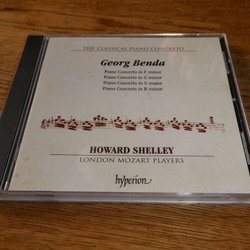 THE CLASSICAL PIANO CONCERTO
Georg Benda
Piano Concerto in F minor
Piano Concerto in G minor
Piano Concerto in G major
Piano Concerto in B minor
HOWARD SHELLEY
LONDON MOZART PLAYERS
hyperion